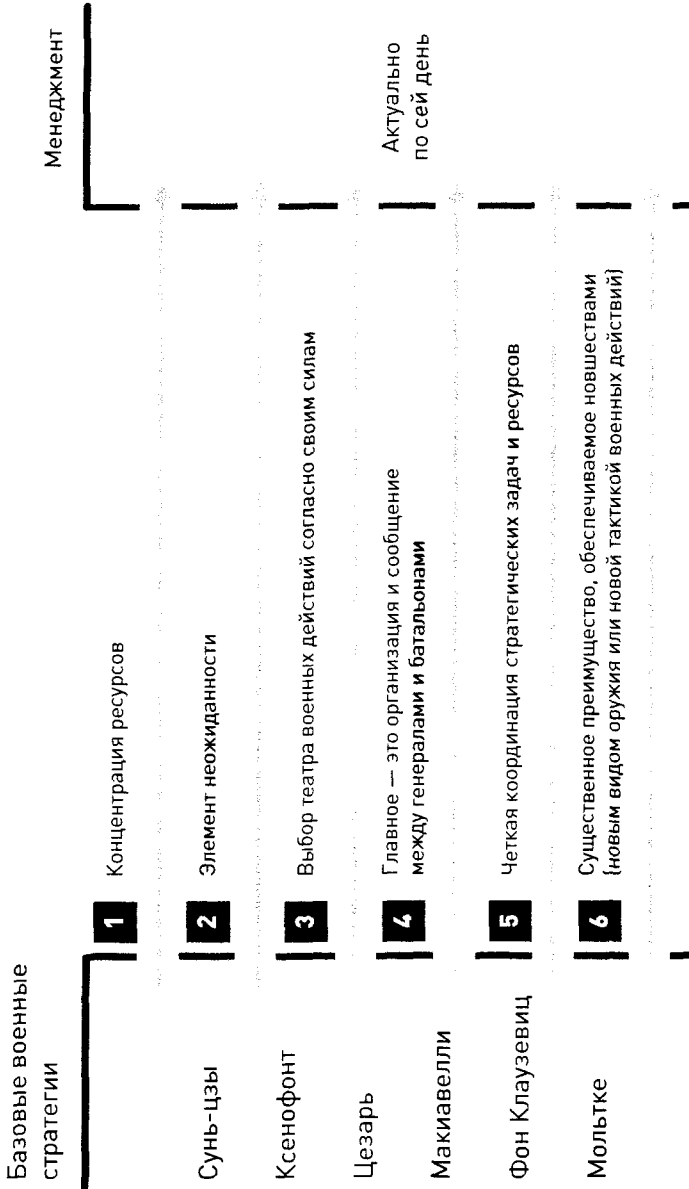 Базовые военные
стратегии
Менеджмент
Сунь-цзы
Ксенофонт
Цезарь
Макиавелли
Фон Клаузевиц
Мольтке
1 Концентрация ресурсов
2 Элемент неожиданности
3 Выбор театра военных действий согласно своим силам
4 Главное — это организация и сообщение
между генералами и батальонами
5 Четкая координация стратегических задач и ресурсов
6 Существенное преимущество, обеспечиваемое новшествами
(новым видом оружия или новой тактикой военных действий)
Актуально
по сей день